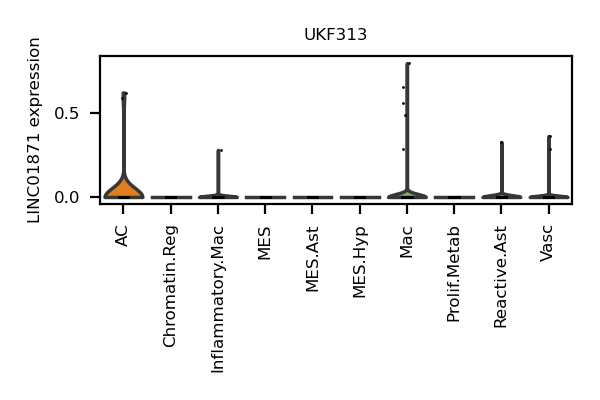 UKF313
LINC01871 expression
0.5
0.0
AC
Chromatin.Reg
Inflammatory.Mac
MES
MES.Ast
MES.Hyp
Mac
Prolif.Metab
Reactive.Ast
Vasc